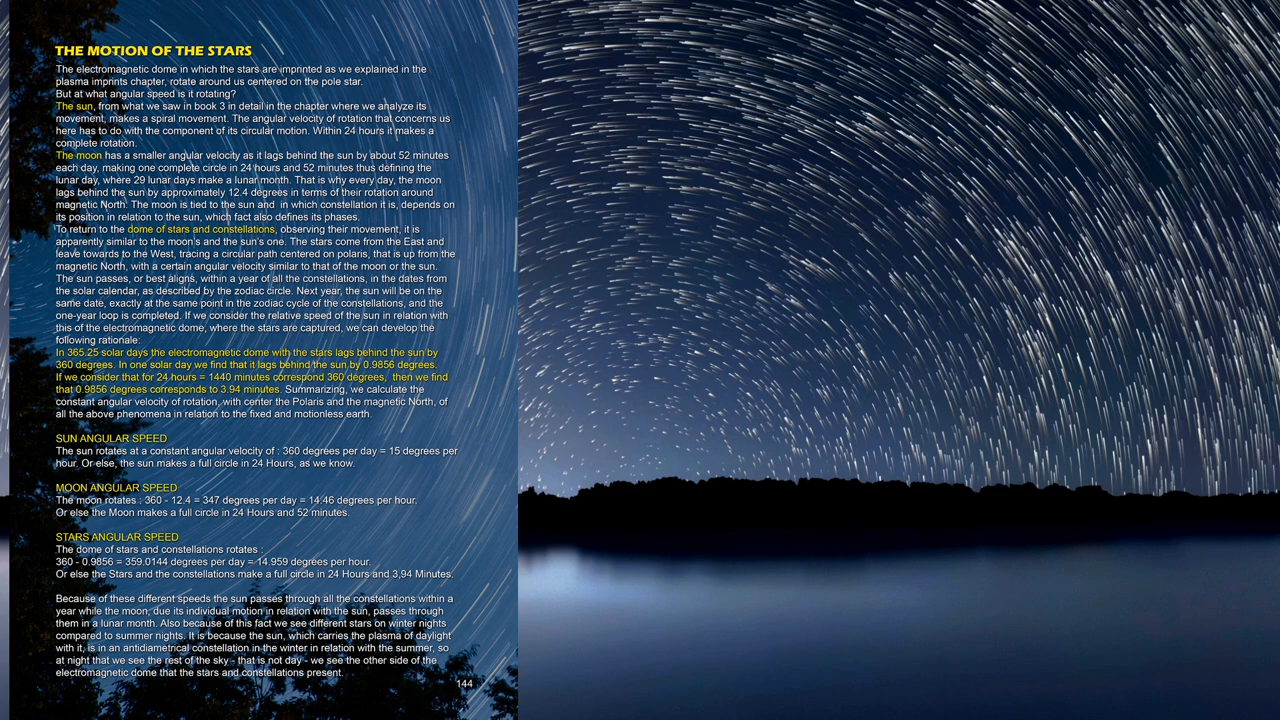 THE MOTION OF THE STARS
The electromagnetic dome in which the stars are imprinted as we explained in the
plasma imprints chapter, rotate around us centered on the pole star.
But at what angular speed is it rotating?
The sun, from what we saw in book 3 in detail in the chapter where we analyze its
movement, makes a spiral movement. The angular velocity of rotation that concerns us
here has to do with the component of its circular motion. Within 24 hours it makes a
complete rotation.
The moon has a smaller angular velocity as it lags behind the sun by about 52 minutes
each day, making one complete circle in 24 hours and 52 minutes thus defining the
lunar day, where 29 lunar days make a lunar month. That is why every day, the moon
lags behind the sun by approximately 12.4 degrees in terms of their rotation around
magnetic North. The moon is tied to the sun and in which constellation it is, depends on
its position in relation to the sun, which fact also defines its phases.
To return to the dome of stars and constellations, observing their movement, it is
apparently similar to the moon's and the sun's one. The stars come from the East and
leave towards to the West, tracing a circular path centered on polaris, that is up from the
magnetic North, with a certain angular velocity similar to that of the moon or the sun.
The sun passes, or best aligns, within a year of all the constellations, in the dates from
the solar calendar, as described by the zodiac circle. Next year, the sun will be on the
same date, exactly at the same point in the zodiac cycle of the constellations, and the
one-year loop is completed. If we consider the relative speed of the sun in relation with
this of the electromagnetic dome, where the stars are captured, we can develop the
following rationale:
In 365.25 solar days the electromagnetic dome with the stars lags behind the sun by
360 degrees. In one solar day we find that it lags behind the sun by 0.9856 degrees.
If we consider that for 24 hours = 1440 minutes correspond 360 degrees, then we find
that 0.9856 degrees corresponds to 3.94 minutes. Summarizing, we calculate the
constant angular velocity of rotation, with center the Polaris and the magnetic North, of
all the above phenomena in relation to the fixed and motionless earth.
SUN ANGULAR SPEED
The sun rotates at a constant angular velocity of : 360 degrees per day = 15 degrees per
hour. Or else, the sun makes a full circle in 24 Hours, as we know.
MOON ANGULAR SPEED
The moon rotates : 360 - 12.4 = 347 degrees per day = 14.46 degrees per hour.
Or else the Moon makes a full circle in 24 Hours and 52 minutes.
STARS ANGULAR SPEED
The dome of stars and constellations rotates :
360 - 0.9856 = 359.0144 degrees per day = 14.959 degrees per hour.
Or else the Stars and the constellations make a full circle in 24 Hours and 3,94 Minutes.
Because of these different speeds the sun passes through all the constellations within a
year while the moon, due its individual motion in relation with the sun, passes through
them in a lunar month. Also because of this fact we see different stars on winter nights
compared to summer nights. It is because the sun, which carries the plasma of daylight
with it, is in an antidiametrical constellation in the winter in relation with the summer, so
at night that we see the rest of the sky - that is not day - we see the other side of the
electromagnetic dome that the stars and constellations present.
144